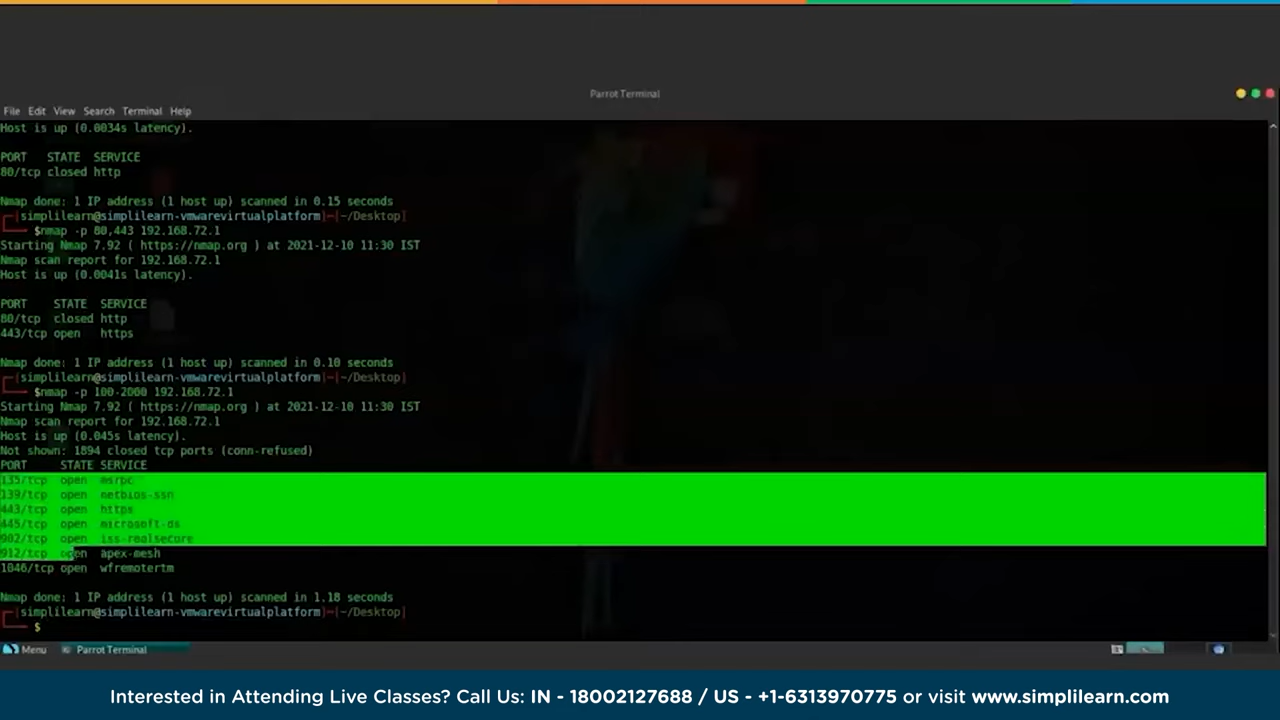 Parrot Terminal
File Edit View Search Terminal Help
Host is up (0.0034s latency).
PORT STATE SERVICE
80/tcp closed http
Nmap done: 1 IP address (1 host up) scanned in 0.15 seconds
[simplilearn@simplilearn-vmwarevirtualplatform]-[~/Desktop]
$nmap -p 80,443 192.168.72.1
Starting Nmap 7.92 ( https://nmap.org ) at 2021-12-10 11:30 IST
Nmap scan report for 192.168.72.1
Host is up (0.0041s latency).
PORT STATE SERVICE
80/tcp closed http
443/tcp open https
Nmap done: 1 IP address (1 host up) scanned in 0.10 seconds
[simplilearn@simplilearn-vmwarevirtualplatform]-[~/Desktop]
$nmap -p 100-2000 192.168.72.1
Starting Nmap 7.92 ( https://nmap.org ) at 2021-12-10 11:30 IST
Nmap scan report for 192.168.72.1
Host is up (0.045s latency).
Not shown: 1894 closed tcp ports (conn-refused)
PORT STATE SERVICE
135/tcp open msrpc
139/tcp open netbios-ssn
443/tcp open https
445/tcp open microsoft-ds
902/tcp open iss-realsecure
912/tcp open apex-mesh
1046/tcp open wfremotertm
Nmap done: 1 IP address (1 host up) scanned in 1.18 seconds
[simplilearn@simplilearn-vmwarevirtualplatform]-[~/Desktop]
$
Menu Parrot Terminal
Interested in Attending Live Classes? Call Us: IN - 18002127688 / US - +1-6313970775 or visit www.simplilearn.com